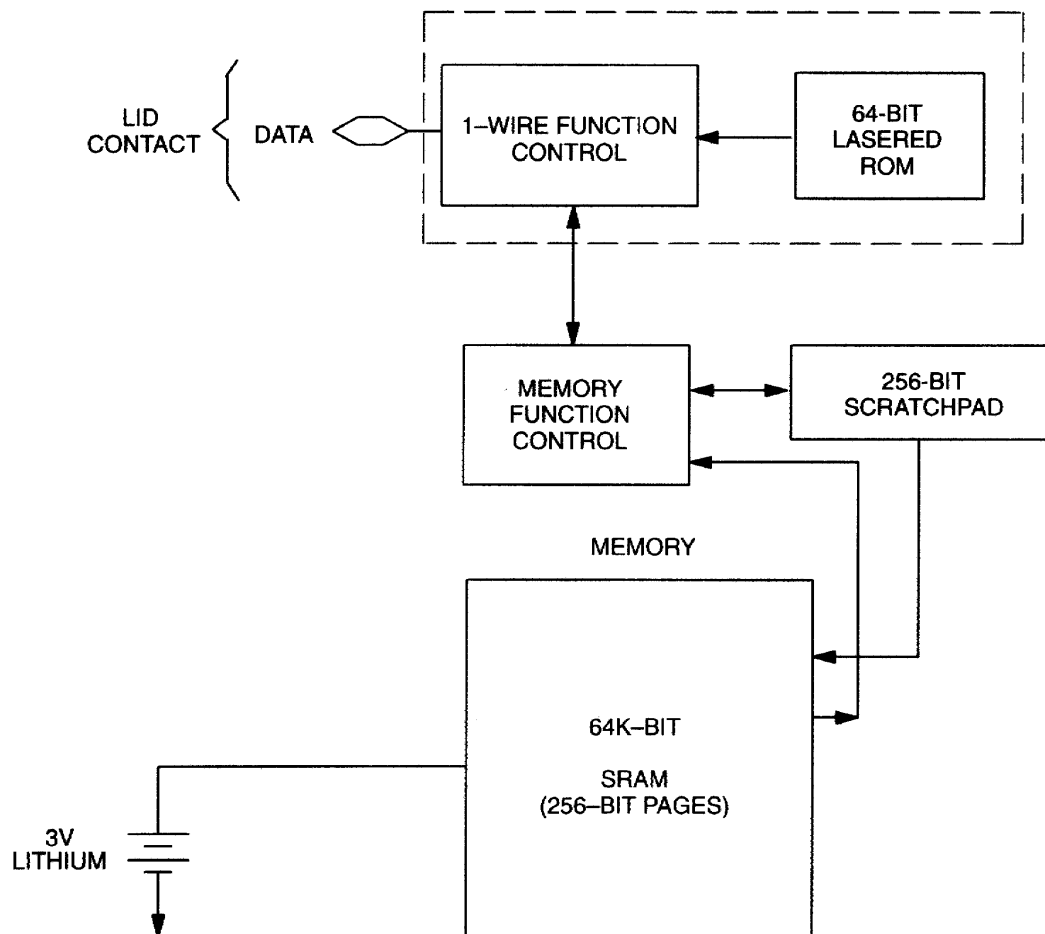 LID
CONTACT
DATA
1–WIRE FUNCTION
CONTROL
64-BIT
LASERED
ROM
MEMORY
FUNCTION
CONTROL
256-BIT
SCRATCHPAD
MEMORY
64K–BIT
SRAM
(256–BIT PAGES)
3V
LITHIUM